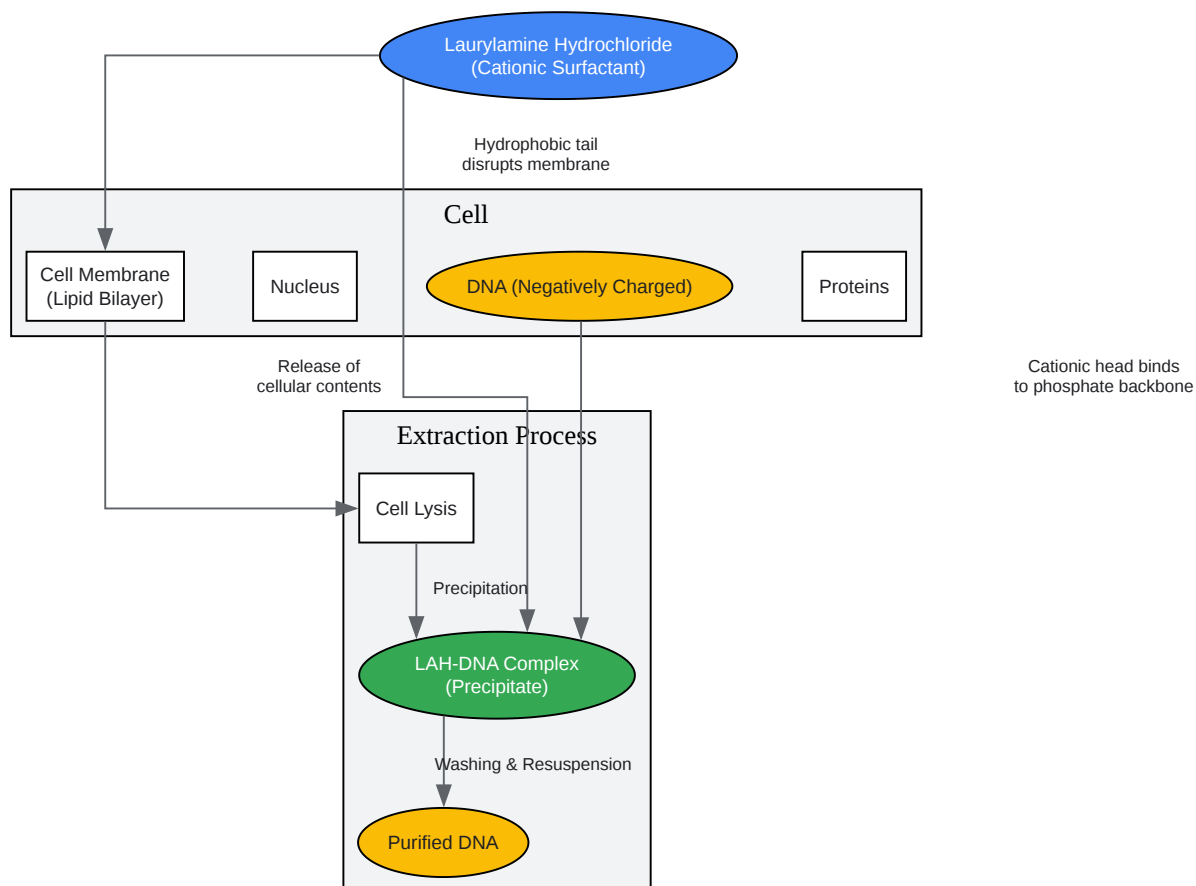 Laurylamine Hydrochloride
(Cationic Surfactant)
Hydrophobic tail
disrupts membrane
Cell
Cell Membrane
(Lipid Bilayer)
Nucleus
DNA (Negatively Charged)
Proteins
Release of
cellular contents
Cationic head binds
to phosphate backbone
Extraction Process
Cell Lysis
Precipitation
LAH-DNA Complex
(Precipitate)
Washing & Resuspension
Purified DNA